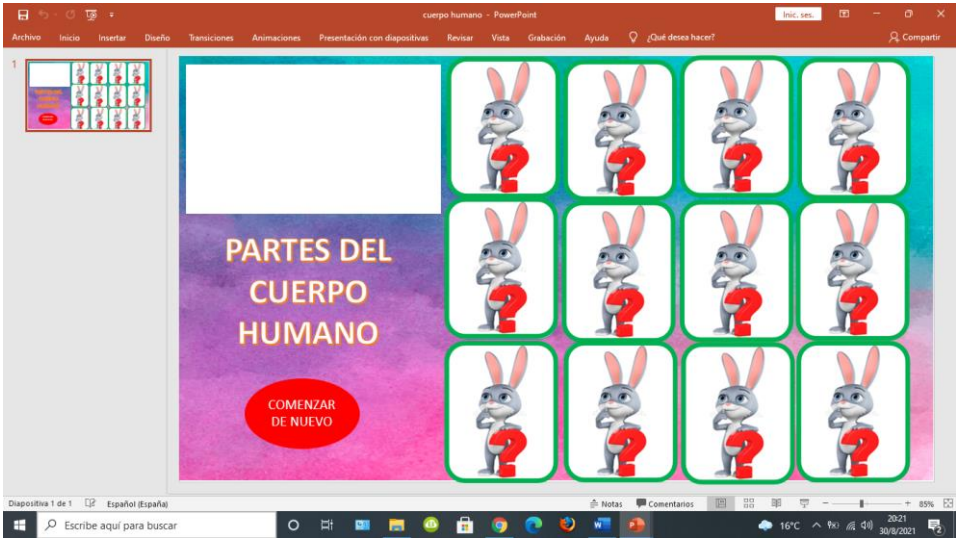 cuerpo humano - PowerPoint
Inic. ses.
Archivo Inicio Insertar Diseño Transiciones Animaciones Presentación con diapositivas Revisar Vista Grabación Ayuda ¿Qué desea hacer? Compartir
1
PARTES DEL
CUERPO
HUMANO
COMENZAR
DE NUEVO
Diapositiva 1 de 1 Español (España) Notas Comentarios 85%
Escribe aquí para buscar
16°C
20:21
30/8/2021